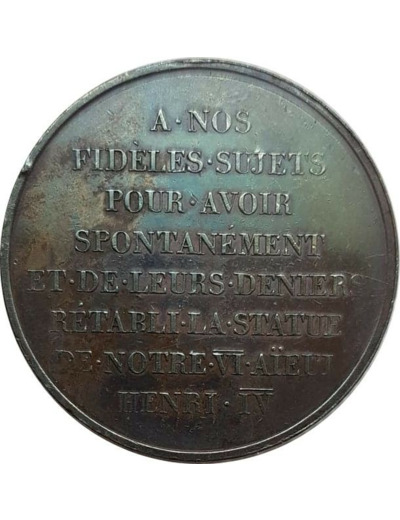 A·NOS
FIDÈLES·SUJETS
POUR·AVOIR
SPONTANÉMENT
ET·DE·LEURS·DENIERS
RÉTABLI·LA·STATUE
DE·NOTRE·VI·AÏEUL
HENRI·IV